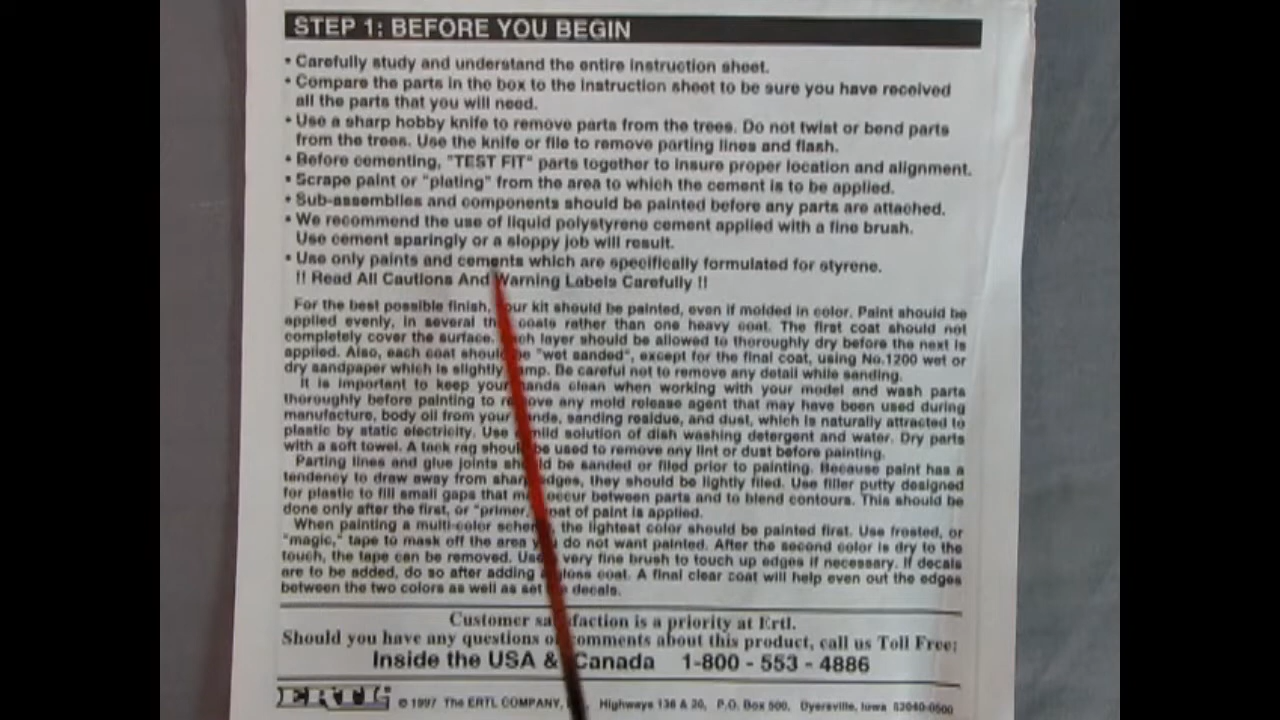 STEP 1: BEFORE YOU BEGIN
• Carefully study and understand the entire instruction sheet.
• Compare the parts in the box to the instruction sheet to be sure you have received
all the parts that you will need.
• Use a sharp hobby knife to remove parts from the trees. Do not twist or bend parts
from the trees. Use the knife or file to remove parting lines and flash.
• Before cementing, "TEST FIT" parts together to insure proper location and alignment.
• Scrape paint or "plating" from the area to which the cement is to be applied.
• Sub-assemblies and components should be painted before any parts are attached.
• We recommend the use of liquid polystyrene cement applied with a fine brush.
Use cement sparingly or a sloppy job will result.
• Use only paints and cements which are specifically formulated for styrene.
!! Read All Cautions And Warning Labels Carefully !!
For the best possible finish, your kit should be painted, even if molded in color. Paint should be
applied evenly, in several coats rather than one heavy coat. The first coat should not
completely cover the surface. Each layer should be allowed to thoroughly dry before the next is
applied. Also, each coat should be "wet sanded", except for the final coat, using No.1200 wet or
dry sandpaper which is slightly damp. Be careful not to remove any detail while sanding.
It is important to keep your hands clean when working with your model and wash parts
thoroughly before painting to remove any mold release agent that may have been used during
manufacture, body oil from your hands, sanding residue, and dust, which is naturally attracted to
plastic by static electricity. Use mild solution of dish washing detergent and water. Dry parts
with a soft towel. A tack rag should be used to remove any lint or dust before painting.
Parting lines and glue joints should be sanded or filed prior to painting. Because paint has a
tendency to draw away from sharp edges, they should be lightly filed. Use filler putty designed
for plastic to fill small gaps that may occur between parts and to blend contours. This should be
done only after the first, or "primer," coat of paint is applied.
When painting a multi-color scheme, the lightest color should be painted first. Use frosted, or
"magic," tape to mask off the area you do not want painted. After the second color is dry to the
touch, the tape can be removed. Use very fine brush to touch up edges if necessary. If decals
are to be added, do so after adding a gloss coat. A final clear coat will help even out the edges
between the two colors as well as set decals.
Customer satisfaction is a priority at Ertl.
Should you have any questions or comments about this product, call us Toll Free:
Inside the USA & Canada 1-800-553-4886
ERTL © 1997 The ERTL COMPANY, Highways 136 & 20, P.O. Box 500, Dyersville, Iowa 52040-0500